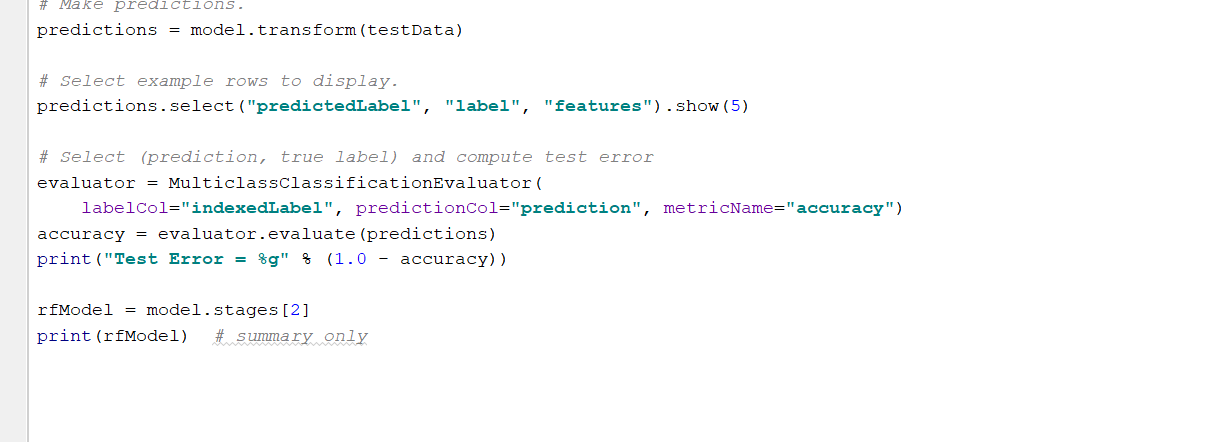 # Make predictions.
predictions = model.transform(testData)
# Select example rows to display.
predictions.select("predictedLabel", "label", "features").show(5)
# Select (prediction, true label) and compute test error
evaluator = MulticlassClassificationEvaluator(
    labelCol="indexedLabel", predictionCol="prediction", metricName="accuracy")
accuracy = evaluator.evaluate(predictions)
print("Test Error = %g" % (1.0 - accuracy))
rfModel = model.stages[2]
print(rfModel)  # summary only